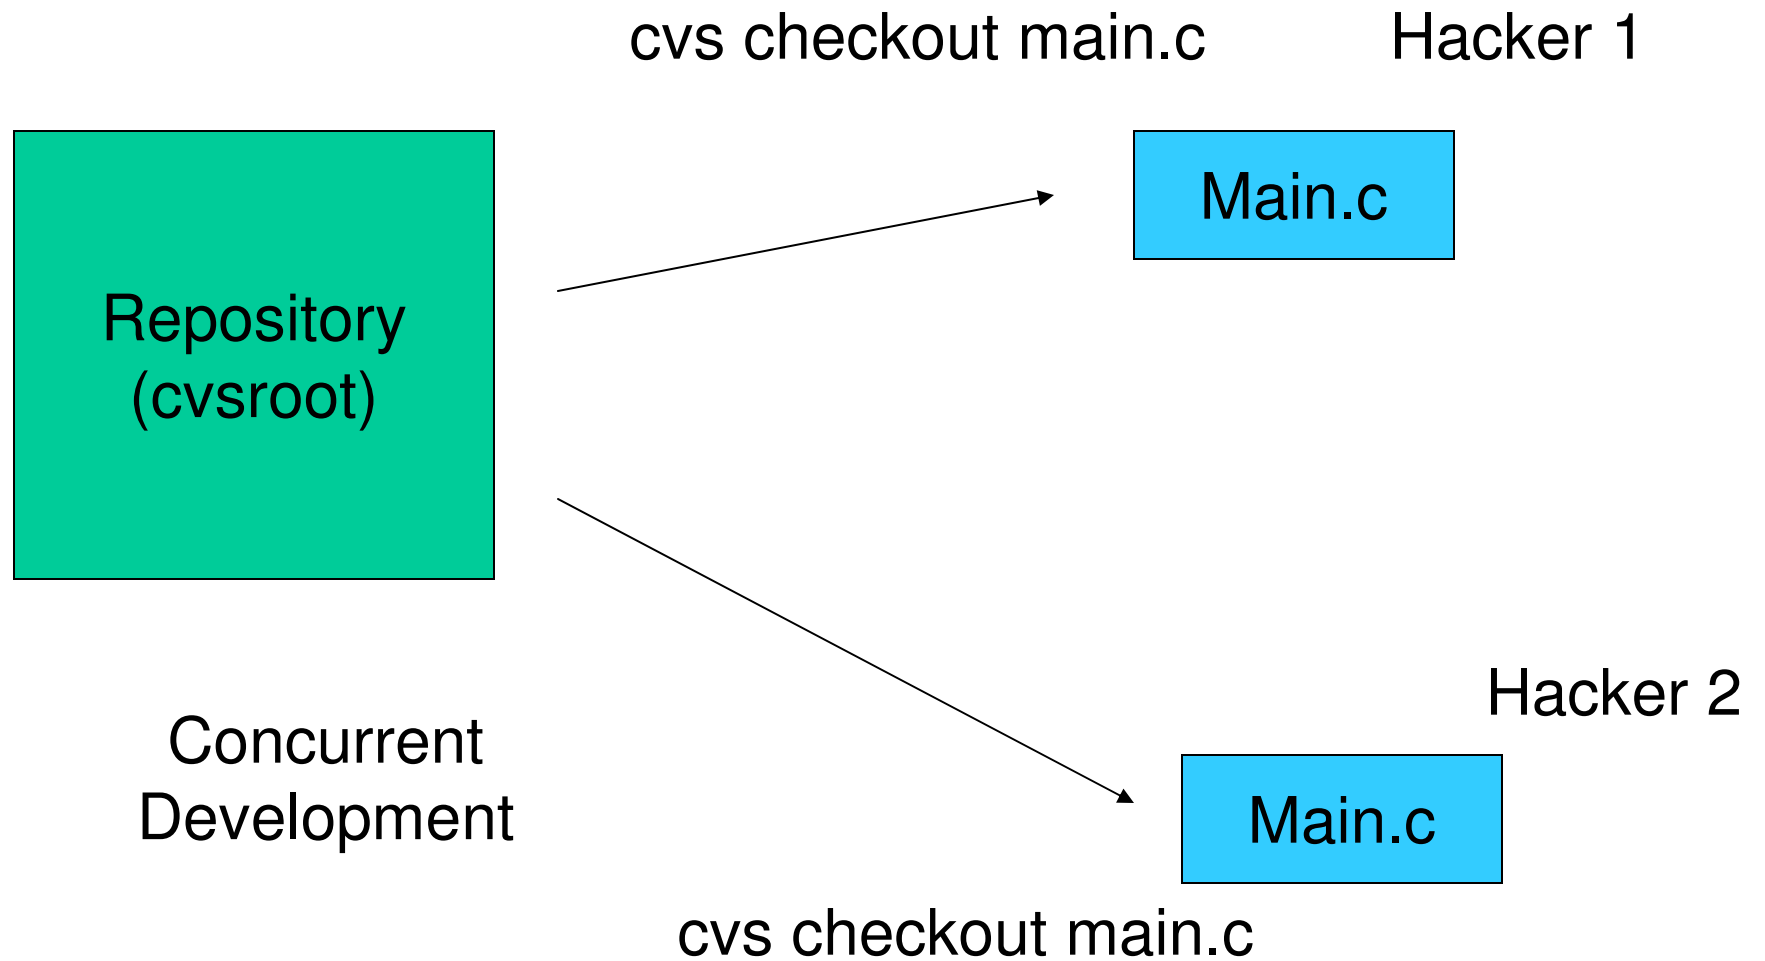 cvs checkout main.c
Hacker 1
Main.c
Repository
(cvsroot)
Hacker 2
Concurrent
Development
Main.c
cvs checkout main.c